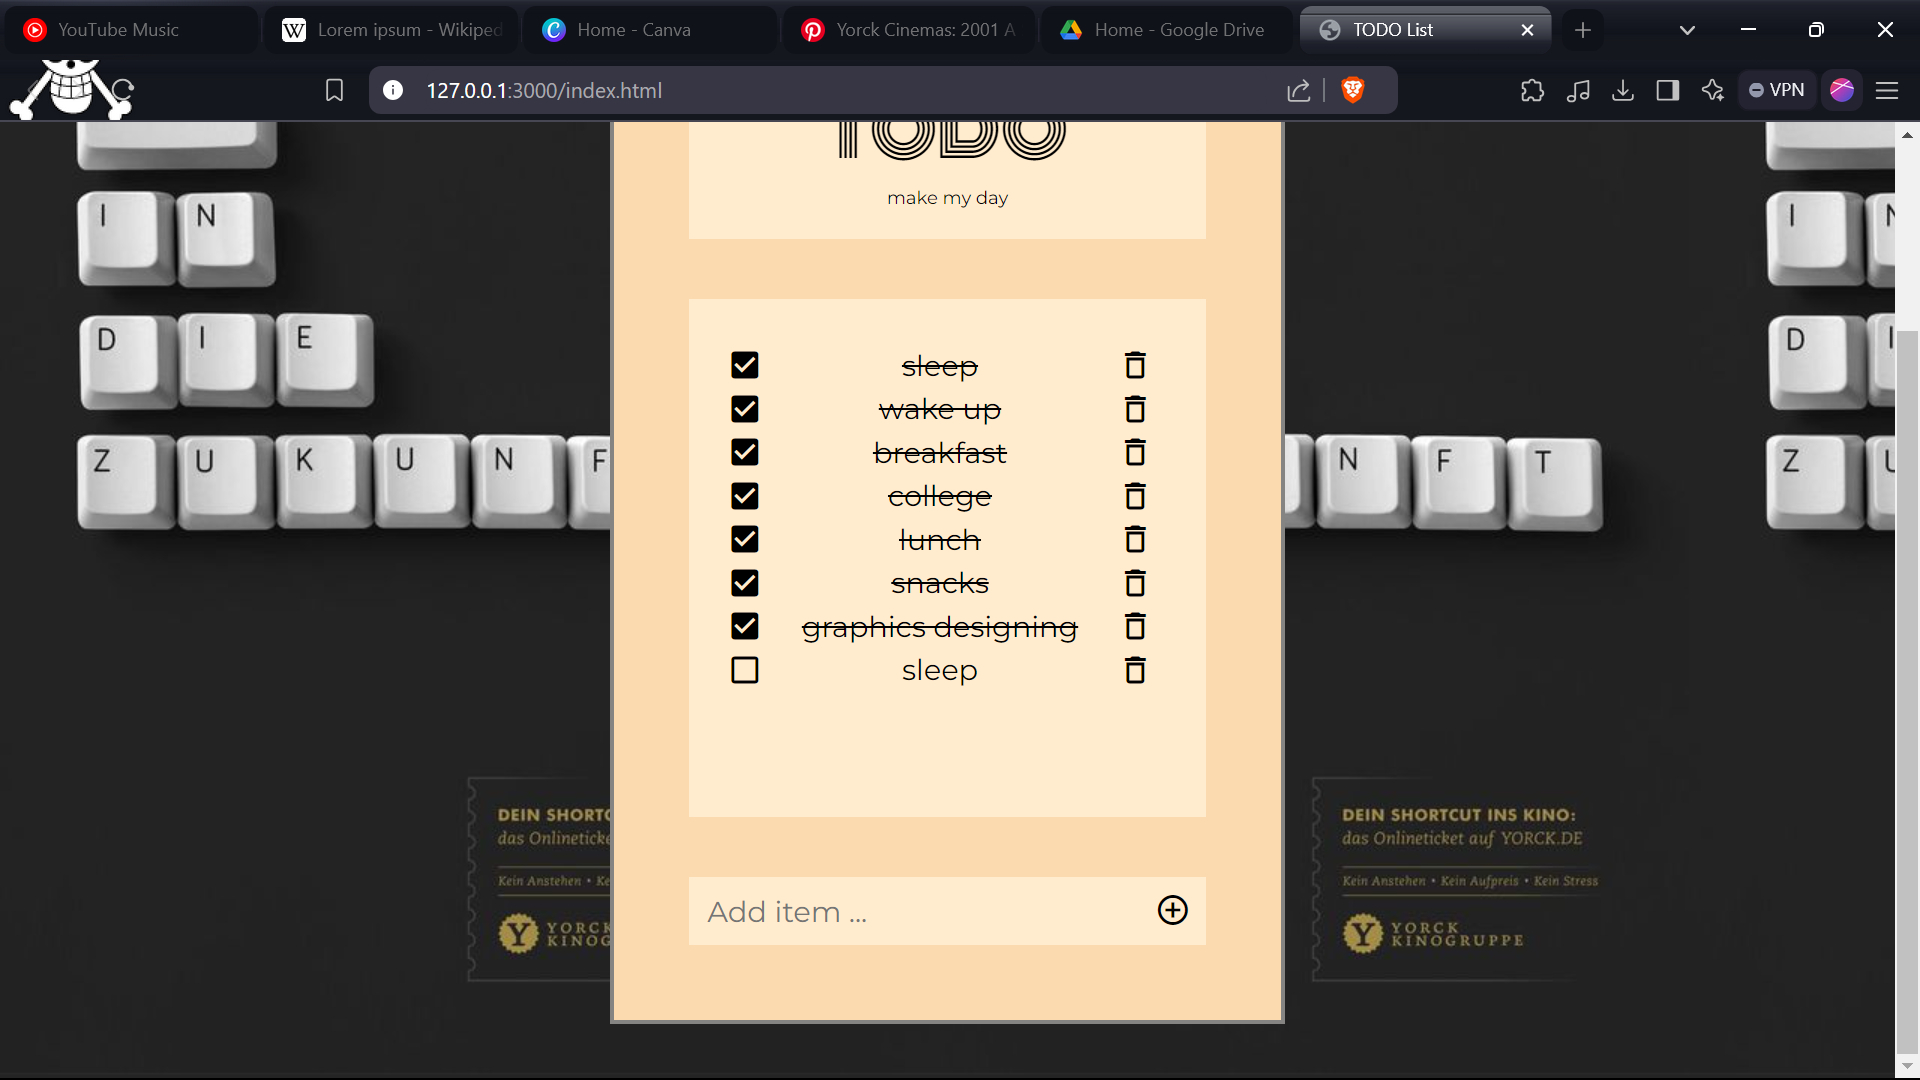 YouTube Music
Lorem ipsum - Wikiped
Home - Canva
Yorck Cinemas: 2001 A
Home - Google Drive
TODO List
127.0.0.1:3000/index.html
VPN
TODO
make my day
I N
I N
D I E
D I
Z U K U N F
N F T
Z U
sleep
wake up
breakfast
college
lunch
snacks
graphics designing
sleep
Add item ...
DEIN SHORTC
das Onlineticke
Kein Anstehen • Ke
Y YORCK
KINOG
DEIN SHORTCUT INS KINO:
das Onlineticket auf YORCK.DE
Kein Anstehen • Kein Aufpreis • Kein Stress
Y YORCK
KINOGRUPPE